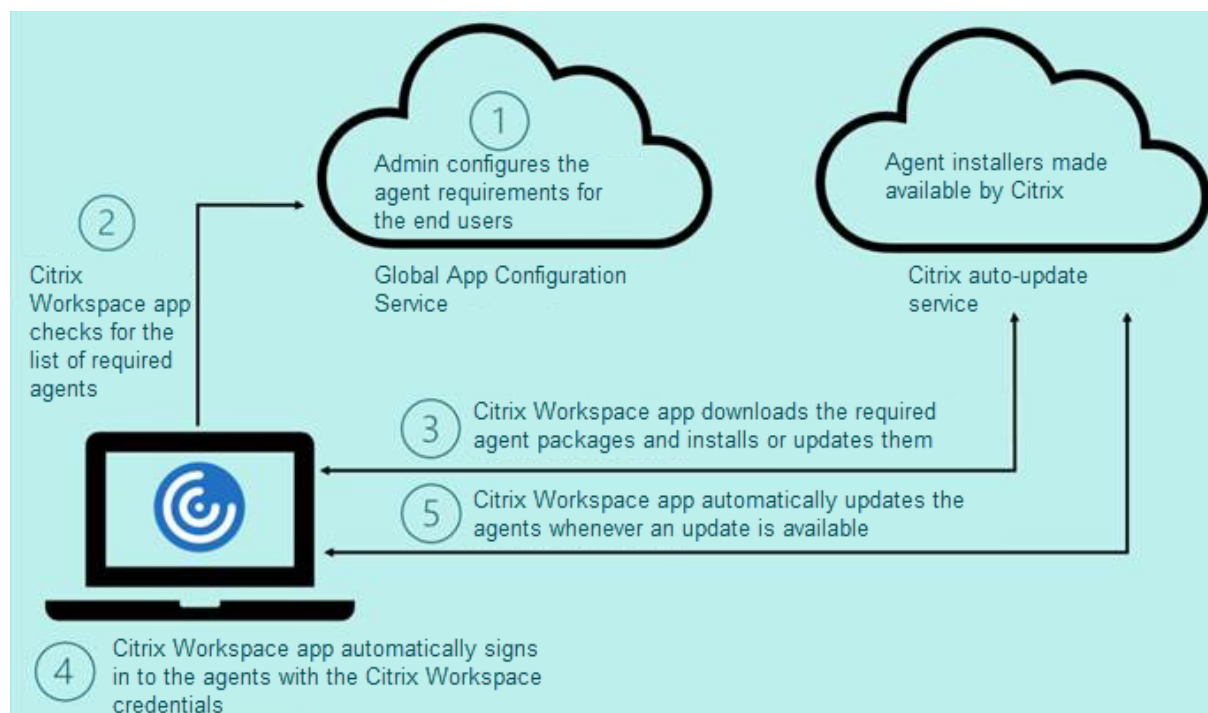 1
Admin configures the
agent requirements for
the end users
Global App Configuration
Service
Agent installers made
available by Citrix
Citrix auto-update
service
2
Citrix
Workspace app
checks for the
list of required
agents
3
Citrix Workspace app downloads the required
agent packages and installs or updates them
5
Citrix Workspace app automatically updates the
agents whenever an update is available
4
Citrix Workspace app automatically signs
in to the agents with the Citrix Workspace
credentials